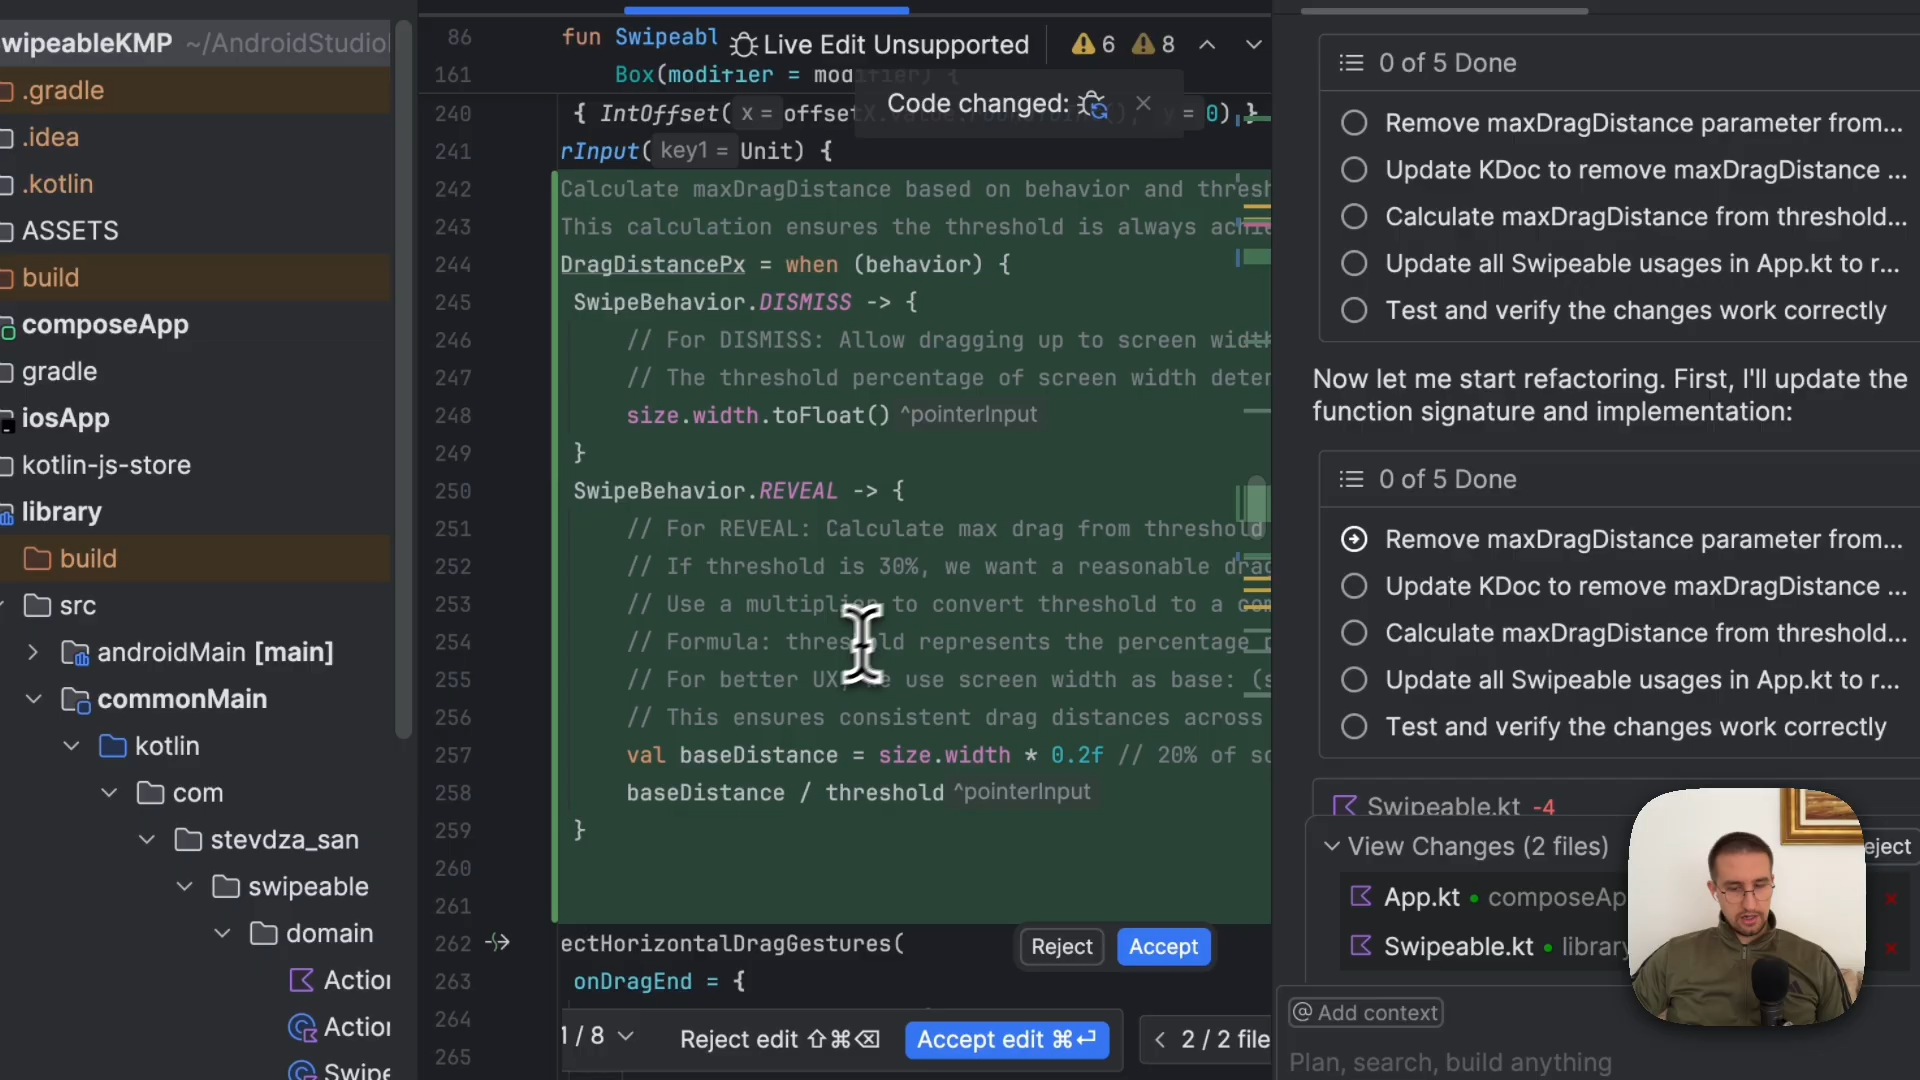 wipeableKMP ~/AndroidStudio
.gradle
.idea
.kotlin
ASSETS
build
composeApp
gradle
iosApp
kotlin-js-store
library
build
src
androidMain [main]
commonMain
kotlin
com
stevdza_san
swipeable
domain
Action
Action
Swipe
86 fun Swipeabl
Live Edit Unsupported
6 8
161 Box(modifier = modifier) {
Code changed:
240 { IntOffset( x = offsetX.value.roundToInt(), y = 0) }
241 rInput( key1 = Unit) {
242 Calculate maxDragDistance based on behavior and thresh
243 This calculation ensures the threshold is always achie
244 DragDistancePx = when (behavior) {
245 SwipeBehavior.DISMISS -> {
246 // For DISMISS: Allow dragging up to screen width
247 // The threshold percentage of screen width deter
248 size.width.toFloat() ^pointerInput
249 }
250 SwipeBehavior.REVEAL -> {
251 // For REVEAL: Calculate max drag from threshold
252 // If threshold is 30%, we want a reasonable drag
253 // Use a multiplier to convert threshold to a com
254 // Formula: threshold represents the percentage
255 // For better UX, we use screen width as base: (s
256 // This ensures consistent drag distances across
257 val baseDistance = size.width * 0.2f // 20% of sc
258 baseDistance / threshold ^pointerInput
259 }
260
261
262 ectHorizontalDragGestures(
Reject Accept
263 onDragEnd = {
264
265
1 / 8 Reject edit ⇧⌘⌫ Accept edit ⌘↩ < 2 / 2 file
0 of 5 Done
Remove maxDragDistance parameter from...
Update KDoc to remove maxDragDistance ...
Calculate maxDragDistance from threshold...
Update all Swipeable usages in App.kt to r...
Test and verify the changes work correctly
Now let me start refactoring. First, I'll update the
function signature and implementation:
0 of 5 Done
Remove maxDragDistance parameter from...
Update KDoc to remove maxDragDistance ...
Calculate maxDragDistance from threshold...
Update all Swipeable usages in App.kt to r...
Test and verify the changes work correctly
Swipeable.kt -4
View Changes (2 files) eject
App.kt • composeAp
Swipeable.kt • library
@ Add context
Plan, search, build anything